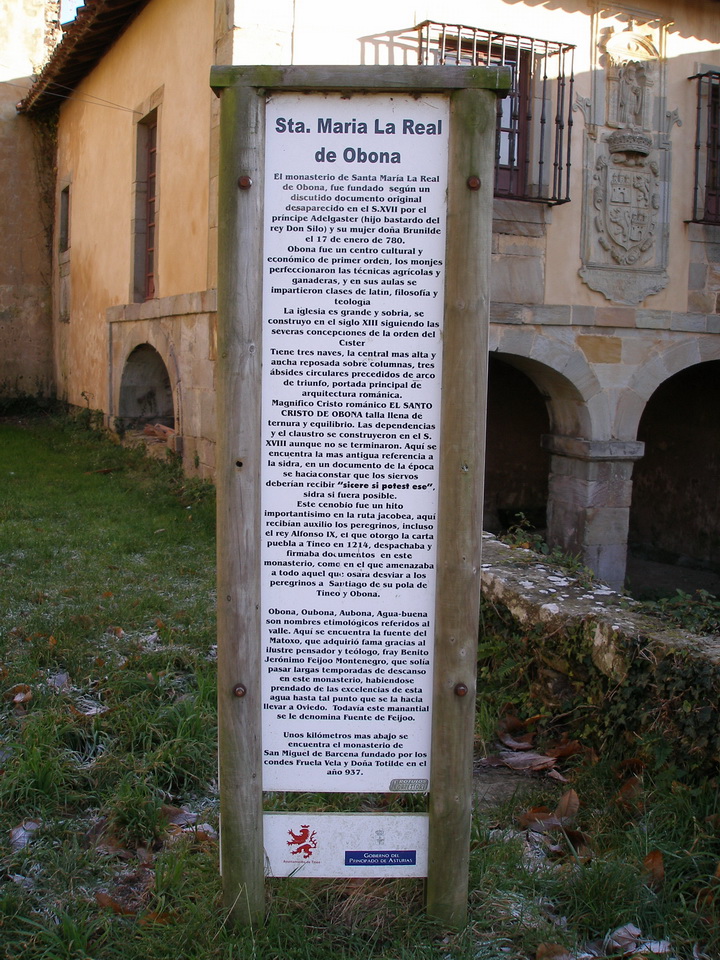 Sta. Maria La Real
de Obona
El monasterio de Santa María La Real
de Obona, fue fundado según un
discutido documento original
desaparecido en el S.XVII por el
príncipe Adelgaster (hijo bastardo del
rey Don Silo) y su mujer doña Brunilde
el 17 de enero de 780.
Obona fue un centro cultural y
económico de primer orden, los monjes
perfeccionaron las técnicas agrícolas y
ganaderas, y en sus aulas se
impartieron clases de latín, filosofía y
teología
La iglesia es grande y sobria, se
construyo en el siglo XIII siguiendo las
severas concepciones de la orden del
Cister
Tiene tres naves, la central mas alta y
ancha reposada sobre columnas, tres
ábsides circulares precedidos de arco
de triunfo, portada principal de
arquitectura románica.
Magnifico Cristo románico EL SANTO
CRISTO DE OBONA talla llena de
ternura y equilibrio. Las dependencias
y el claustro se construyeron en el S.
XVIII aunque no se terminaron. Aquí se
encuentra la mas antigua referencia a
la sidra, en un documento de la época
se hacia constar que los siervos
deberían recibir "sicere si potest ese",
sidra si fuera posible.
Este cenobio fue un hito
importantísimo en la ruta jacobea, aquí
recibían auxilio los peregrinos, incluso
el rey Alfonso IX, el que otorgo la carta
puebla a Tineo en 1214, despachaba y
firmaba documentos en este
monasterio, como en el que amenazaba
a todo aquel que osara desviar a los
peregrinos a Santiago de su pola de
Tineo y Obona.
Obona, Oubona, Aubona, Agua-buena
son nombres etimológicos referidos al
valle. Aquí se encuentra la fuente del
Matoxo, que adquirió fama gracias al
ilustre pensador y teólogo, fray Benito
Jerónimo Feijoo Montenegro, que solía
pasar largas temporadas de descanso
en este monasterio, habiendose
prendado de las excelencias de esta
agua hasta tal punto que se la hacia
llevar a Oviedo. Todavía este manantial
se le denomina Fuente de Feijoo.
Unos kilómetros mas abajo se
encuentra el monasterio de
San Miguel de Barcena fundado por los
condes Fruela Vela y Doña Totilde en el
año 937.
Ayuntamiento de Tineo
Gobierno del
Principado de Asturias